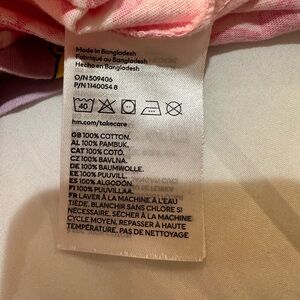 Made in Bangladesh
Fabriqué au Bangladesh
Hecho en Bangladesh
O/N 509406
P/N 1140054 8
40
hm.com/takecare
GB 100% COTTON.
AL 100% PAMBUK.
CAT 100% COTÓ.
CZ 100% BAVLNA.
DE 100% BAUMWOLLE.
EE 100% PUUVILL.
ES 100% ALGODÓN.
FI 100% PUUVILLAA.
FR LAVER À LA MACHINE À L'EAU
TIÈDE. BLANCHIR SANS CHLORE SI
NÉCESSAIRE. SÉCHER À LA MACHINE
CYCLE MOYEN. REPASSER À HAUTE
TEMPÉRATURE. PAS DE NETTOYAGE